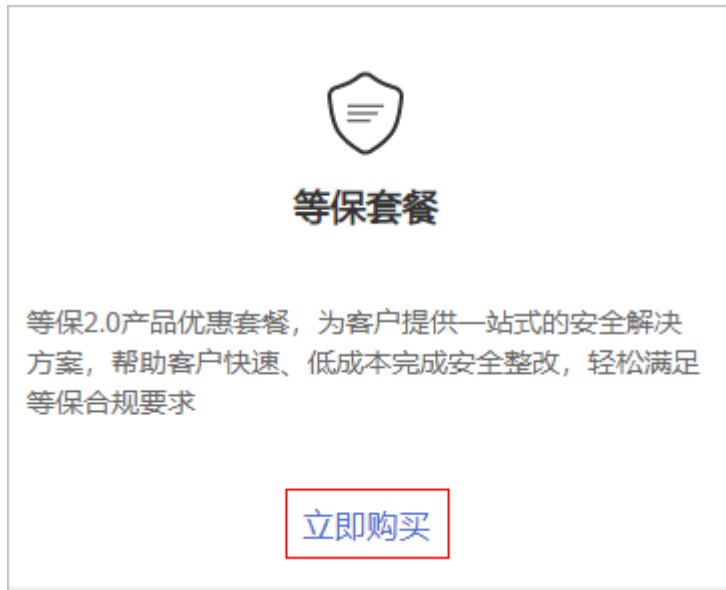 等保套餐
等保2.0产品优惠套餐，为客户提供一站式的安全解决
方案，帮助客户快速、低成本完成安全整改，轻松满足
等保合规要求
立即购买